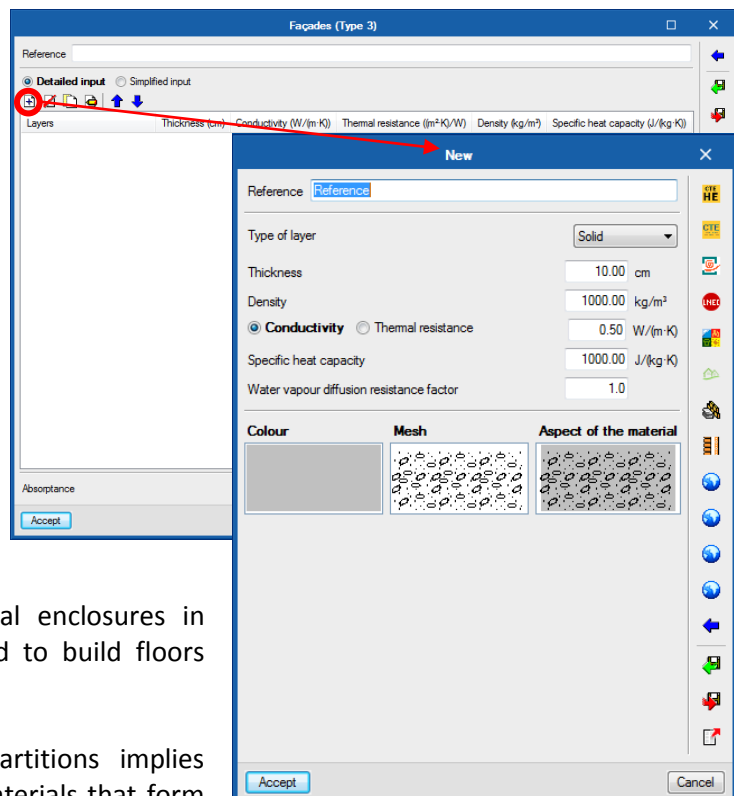 Façades (Type 3)
Reference
Detailed input Simplified input
Layers Thickness (cm) Conductivity (W/(m·K)) Thermal resistance ((m²·K)/W) Density (kg/m³) Specific heat capacity (J/(kg·K))
New
Reference Reference
CTE HE
Type of layer Solid
CTE
Thickness 10.00 cm
Density 1000.00 kg/m³
LNEC
Conductivity Thermal resistance 0.50 W/(m·K)
Specific heat capacity 1000.00 J/(kg·K)
Water vapour diffusion resistance factor 1.0
Colour Mesh Aspect of the material
Absorptance
Accept
al enclosures in
d to build floors
artitions implies
aterials that form
Accept Cancel